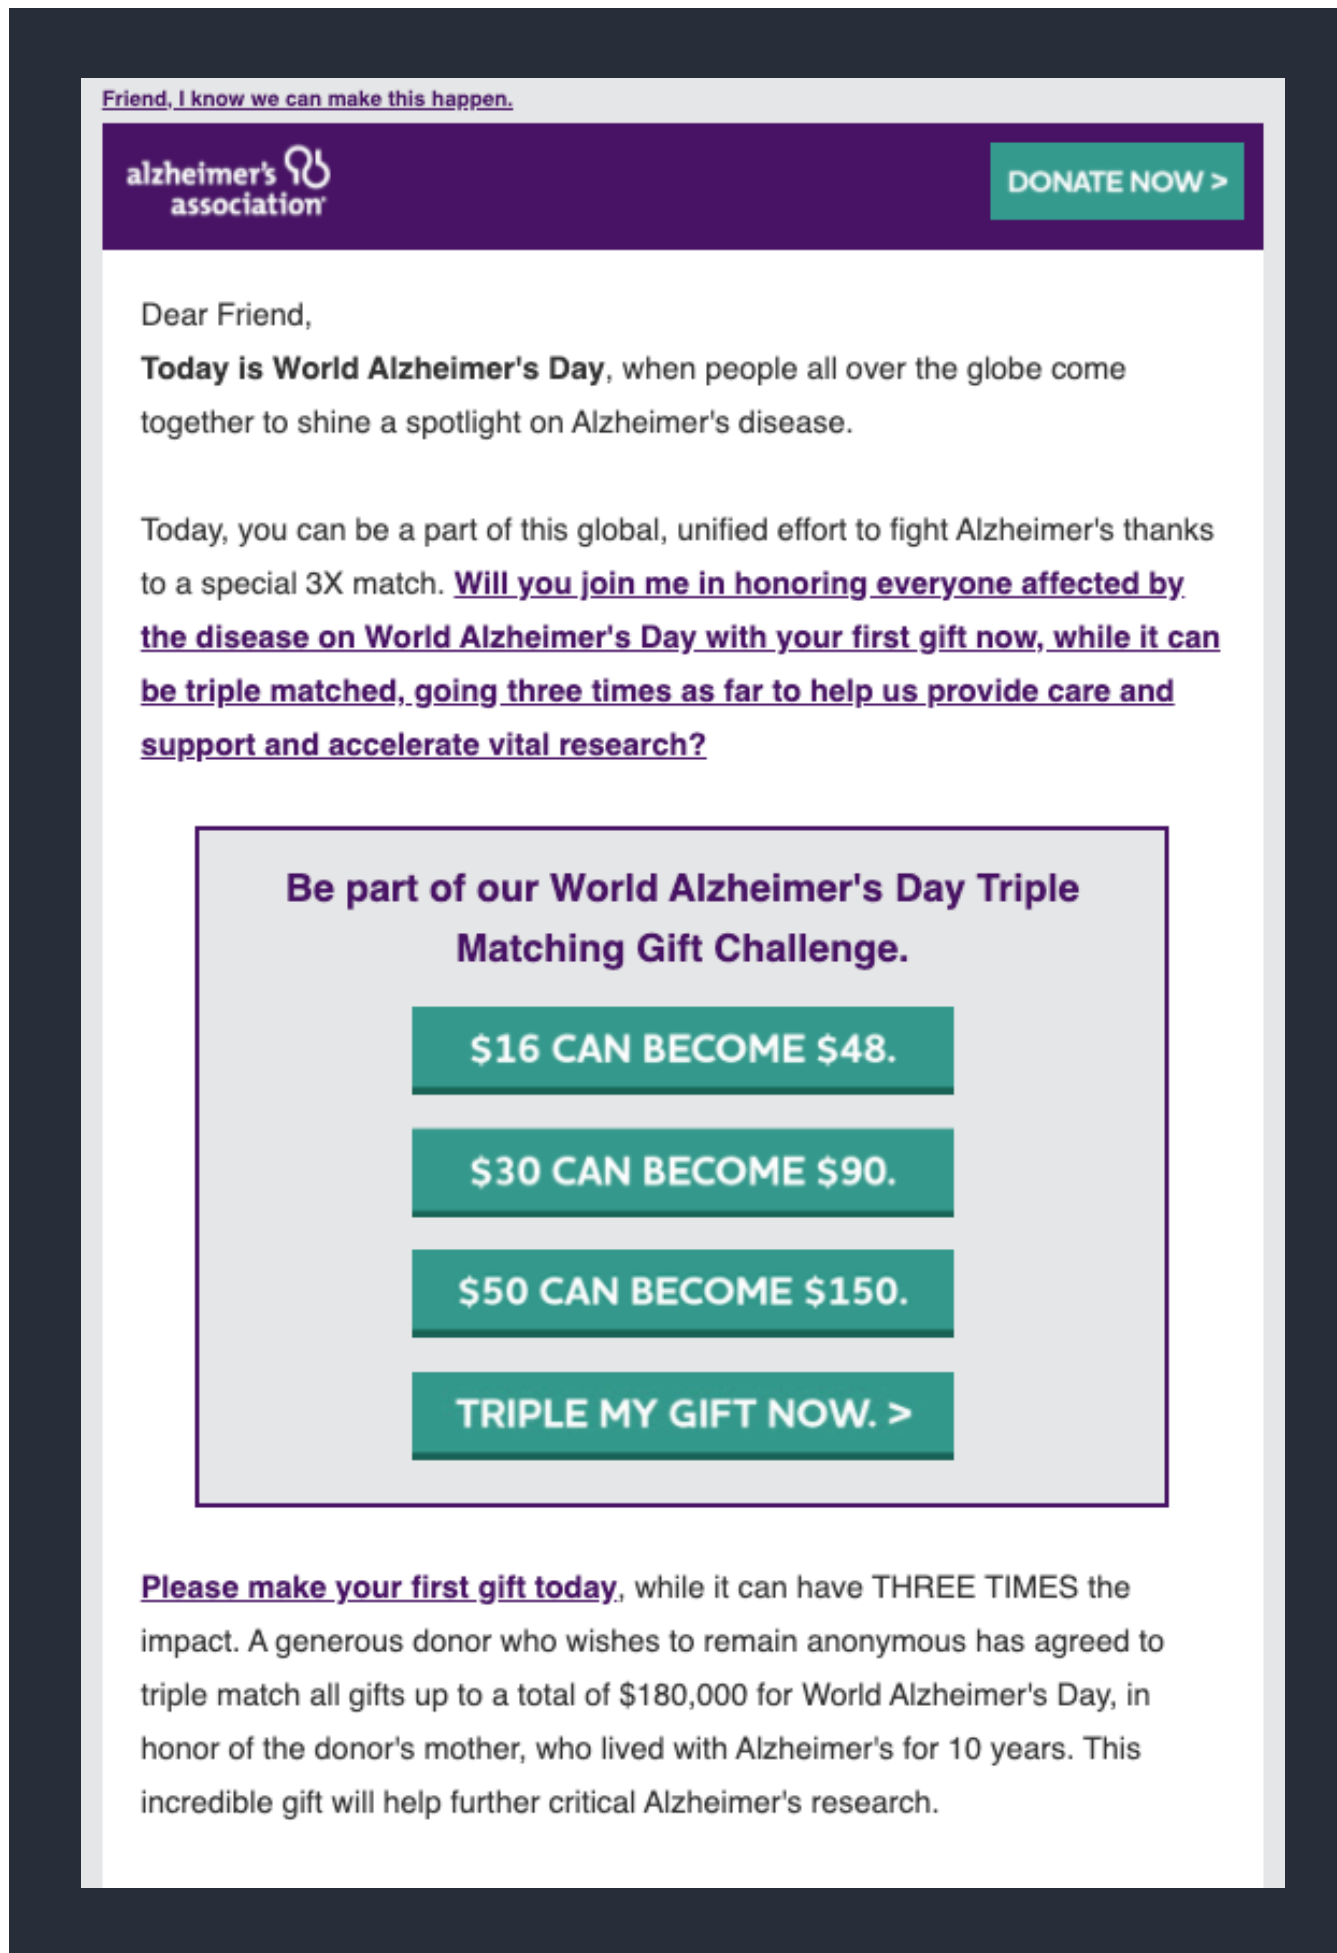 Friend, I know we can make this happen.
alzheimer's
association®
DONATE NOW >
Dear Friend,
Today is World Alzheimer's Day, when people all over the globe come
together to shine a spotlight on Alzheimer's disease.
Today, you can be a part of this global, unified effort to fight Alzheimer's thanks
to a special 3X match. Will you join me in honoring everyone affected by
the disease on World Alzheimer's Day with your first gift now, while it can
be triple matched, going three times as far to help us provide care and
support and accelerate vital research?
Be part of our World Alzheimer's Day Triple
Matching Gift Challenge.
$16 CAN BECOME $48.
$30 CAN BECOME $90.
$50 CAN BECOME $150.
TRIPLE MY GIFT NOW. >
Please make your first gift today, while it can have THREE TIMES the
impact. A generous donor who wishes to remain anonymous has agreed to
triple match all gifts up to a total of $180,000 for World Alzheimer's Day, in
honor of the donor's mother, who lived with Alzheimer's for 10 years. This
incredible gift will help further critical Alzheimer's research.